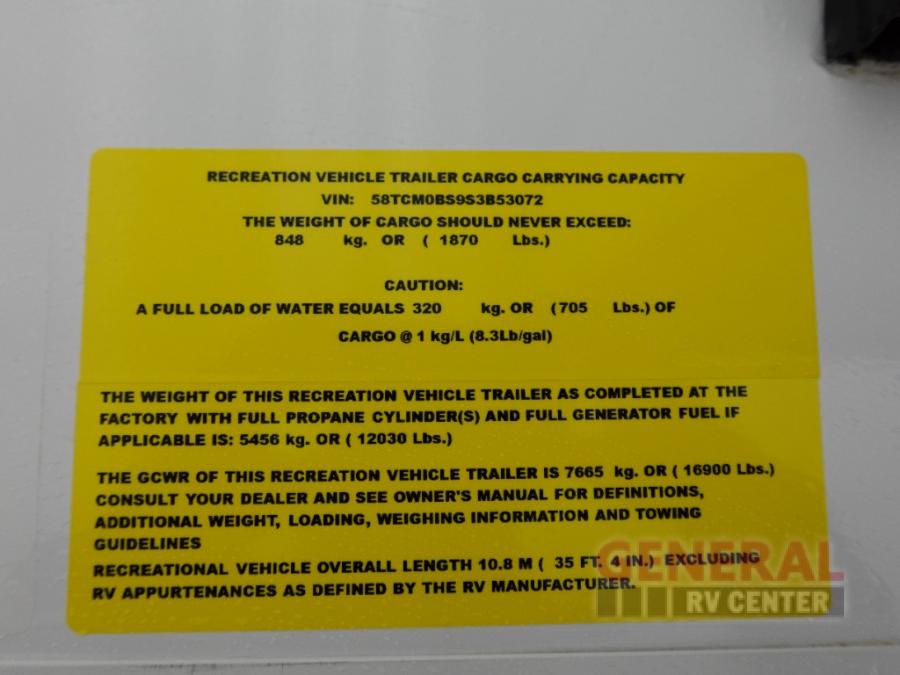 RECREATION VEHICLE TRAILER CARGO CARRYING CAPACITY
VIN: 58TCM0BS9S3B53072
THE WEIGHT OF CARGO SHOULD NEVER EXCEED:
848 kg. OR ( 1870 Lbs.)
CAUTION:
A FULL LOAD OF WATER EQUALS 320 kg. OR (705 Lbs.) OF
CARGO @ 1 kg/L (8.3Lb/gal)
THE WEIGHT OF THIS RECREATION VEHICLE TRAILER AS COMPLETED AT THE
FACTORY WITH FULL PROPANE CYLINDER(S) AND FULL GENERATOR FUEL IF
APPLICABLE IS: 5456 kg. OR ( 12030 Lbs.)
THE GCWR OF THIS RECREATION VEHICLE TRAILER IS 7665 kg. OR ( 16900 Lbs.)
CONSULT YOUR DEALER AND SEE OWNER'S MANUAL FOR DEFINITIONS,
ADDITIONAL WEIGHT, LOADING, WEIGHING INFORMATION AND TOWING
GUIDELINES
RECREATIONAL VEHICLE OVERALL LENGTH 10.8 M ( 35 FT. 4 IN.) EXCLUDING
RV APPURTENANCES AS DEFINED BY THE RV MANUFACTURER.
GENERAL
RV CENTER